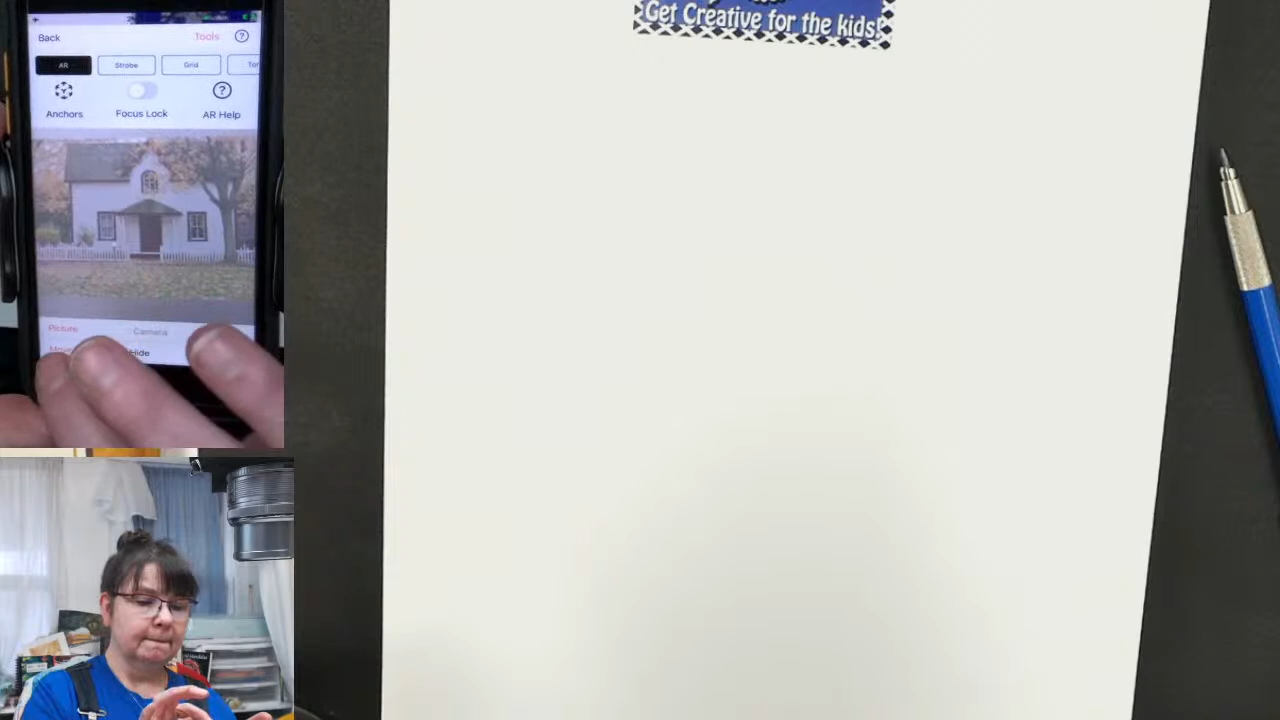 Back
Tools
?
AR
Strobe
Grid
Anchors
Focus Lock
?
AR Help
Picture
Camera
Hide
Get Creative for the kids!